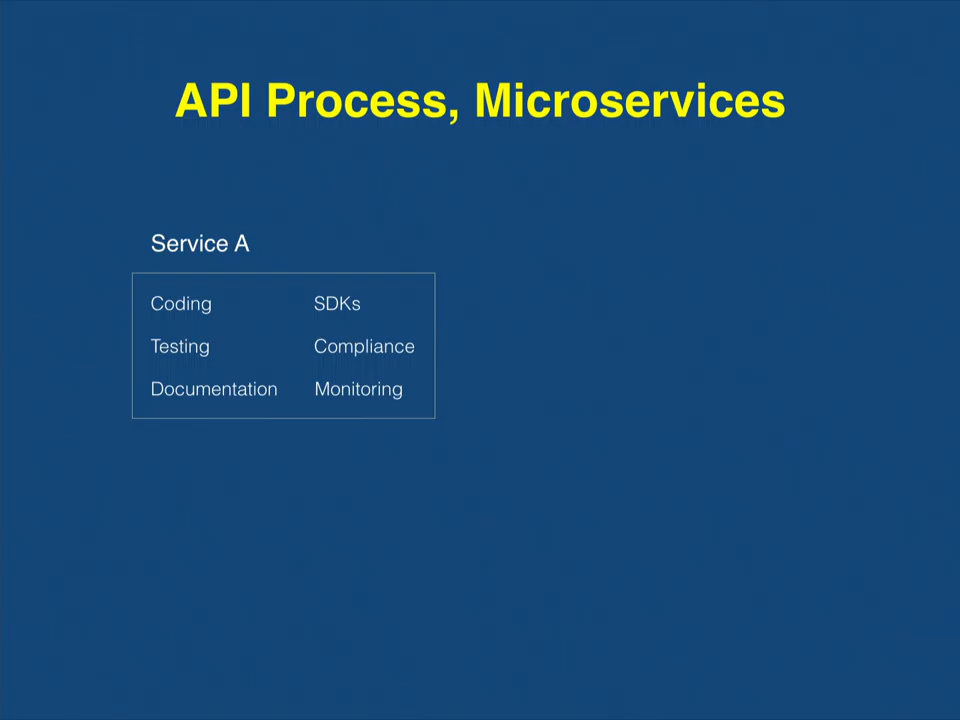 API Process, Microservices
Service A
Coding
SDKs
Testing
Compliance
Documentation
Monitoring